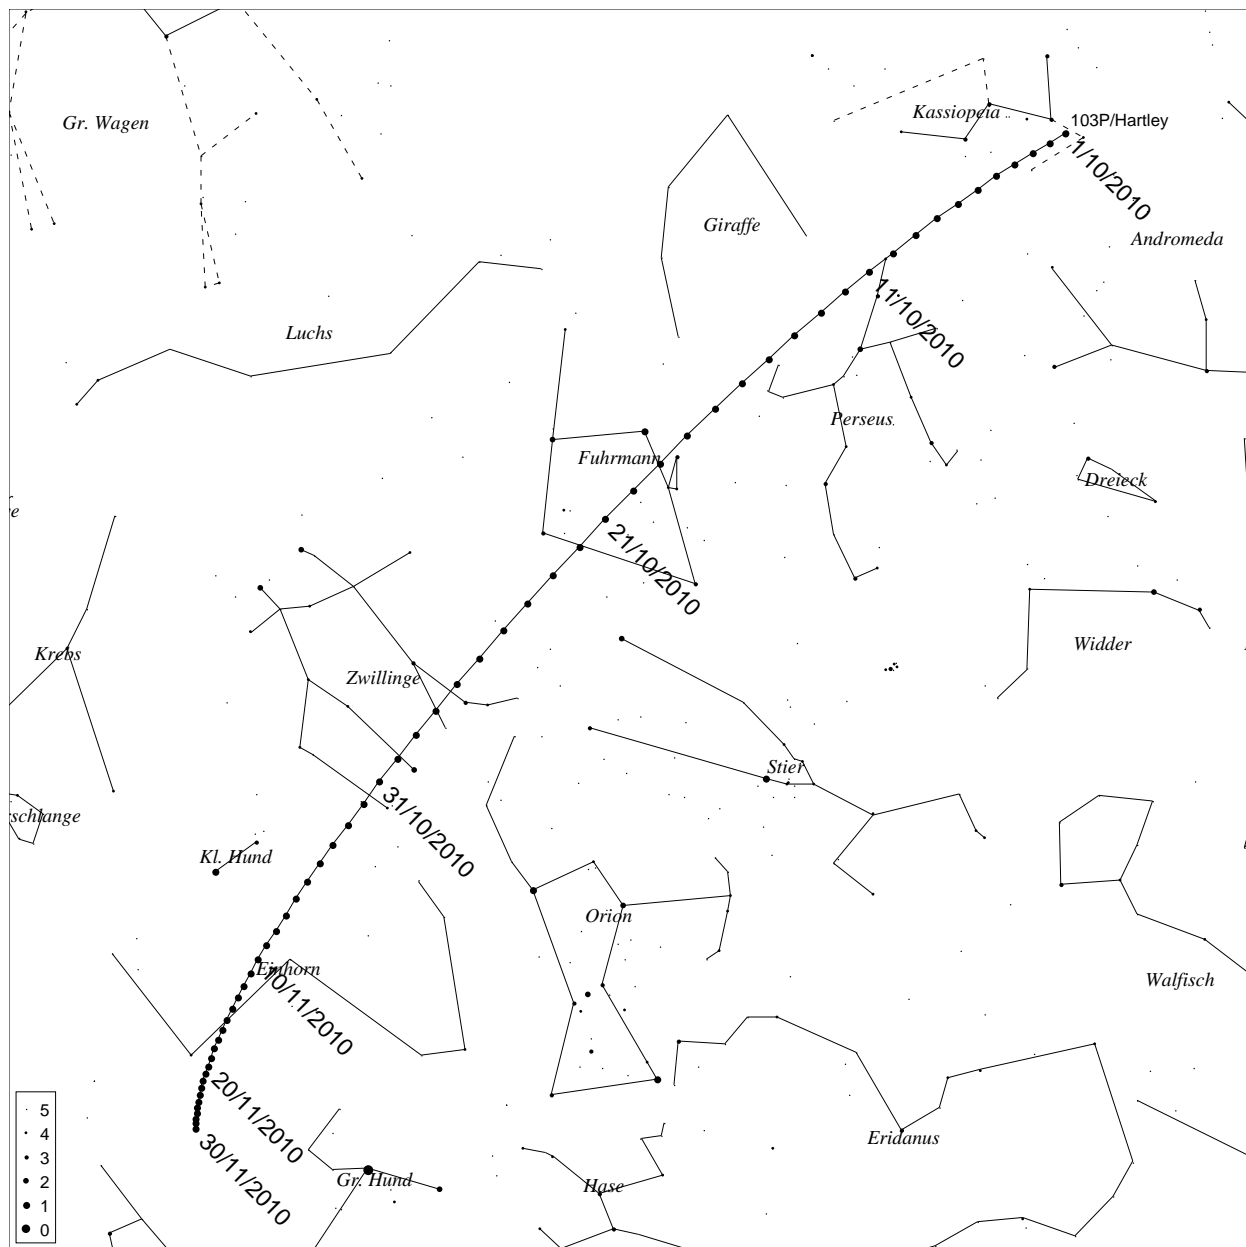 Kassiopeia
103P/Hartley
Gr. Wagen
1/10/2010
Giraffe
Andromeda
Luchs
11/10/2010
Perseus
Fuhrmann
Dreieck
21/10/2010
Krebs
Zwillinge
Widder
Stier
31/10/2010
schlange
Kl. Hund
Orion
Einhorn
Walfisch
10/11/2010
20/11/2010
30/11/2010
Eridanus
Gr. Hund
Hase
5
4
3
2
1
0